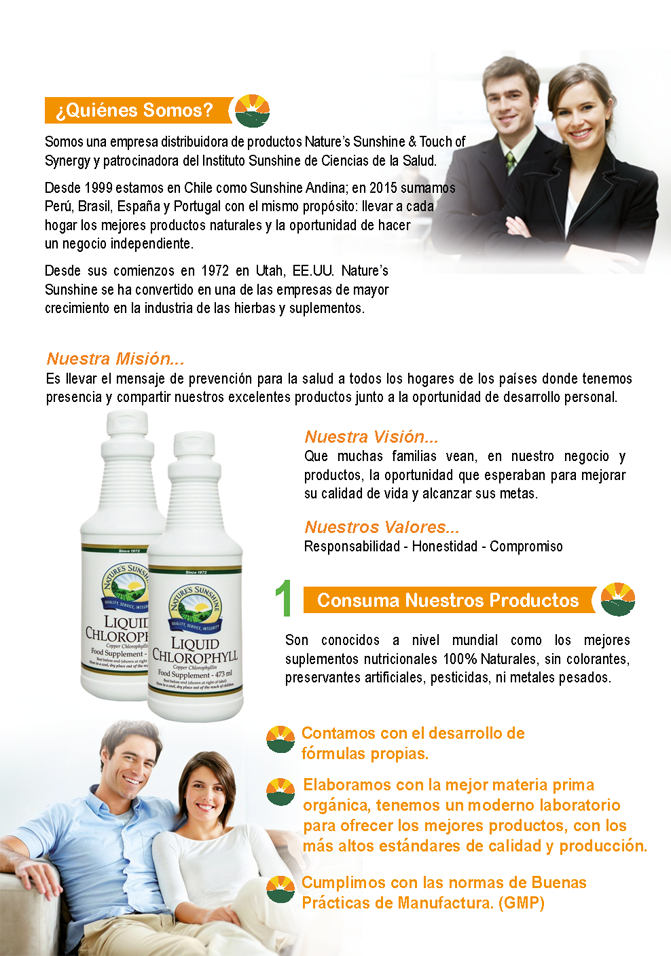 ¿Quiénes Somos?
Somos una empresa distribuidora de productos Nature's Sunshine & Touch of
Synergy y patrocinadora del Instituto Sunshine de Ciencias de la Salud.
Desde 1999 estamos en Chile como Sunshine Andina; en 2015 sumamos
Perú, Brasil, España y Portugal con el mismo propósito: llevar a cada
hogar los mejores productos naturales y la oportunidad de hacer
un negocio independiente.
Desde sus comienzos en 1972 en Utah, EE.UU. Nature's
Sunshine se ha convertido en una de las empresas de mayor
crecimiento en la industria de las hierbas y suplementos.
Nuestra Misión...
Es llevar el mensaje de prevención para la salud a todos los hogares de los países donde tenemos
presencia y compartir nuestros excelentes productos junto a la oportunidad de desarrollo personal.
Nuestra Visión...
Que muchas familias vean, en nuestro negocio y
productos, la oportunidad que esperaban para mejorar
su calidad de vida y alcanzar sus metas.
Nuestros Valores...
Responsabilidad - Honestidad - Compromiso
Since 1972
NATURE'S SUNSHINE
QUALITY, SERVICE, INTEGRITY
LIQUID
CHLOROPHYLL
Copper Chlorophyllin
Food Supplement - 473 ml
1 Consuma Nuestros Productos
Son conocidos a nivel mundial como los mejores
suplementos nutricionales 100% Naturales, sin colorantes,
preservantes artificiales, pesticidas, ni metales pesados.
Contamos con el desarrollo de
fórmulas propias.
Elaboramos con la mejor materia prima
orgánica, tenemos un moderno laboratorio
para ofrecer los mejores productos, con los
más altos estándares de calidad y producción.
Cumplimos con las normas de Buenas
Prácticas de Manufactura. (GMP)